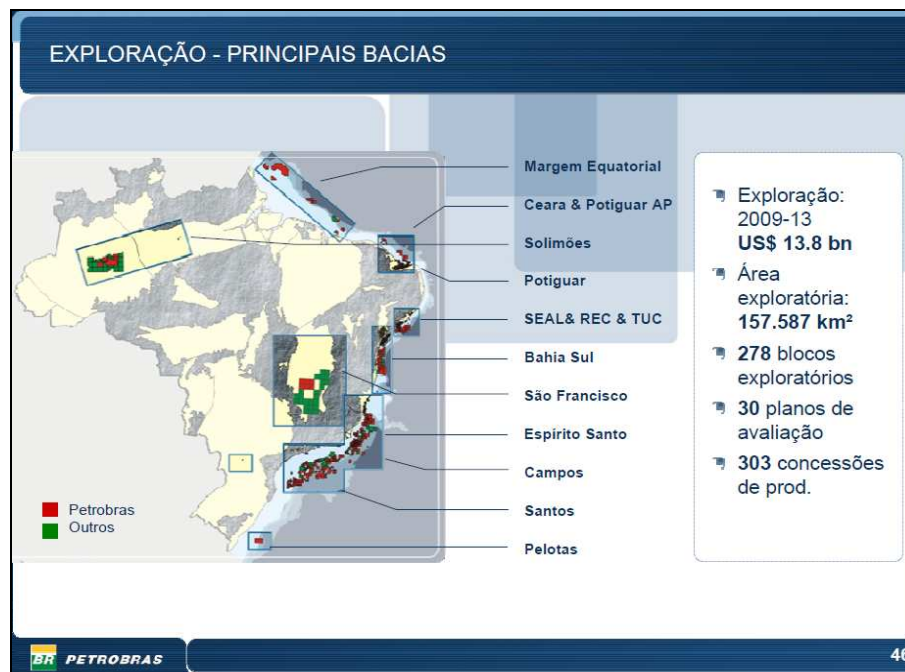 EXPLORAÇÃO - PRINCIPAIS BACIAS
Margem Equatorial
Ceara & Potiguar AP
Solimões
Potiguar
SEAL& REC & TUC
Bahia Sul
São Francisco
Espírito Santo
Campos
Santos
Pelotas
Petrobras
Outros
Exploração:
2009-13
US$ 13.8 bn
Área
exploratória:
157.587 km²
278 blocos
exploratórios
30 planos de
avaliação
303 concessões
de prod.
BR PETROBRAS
46